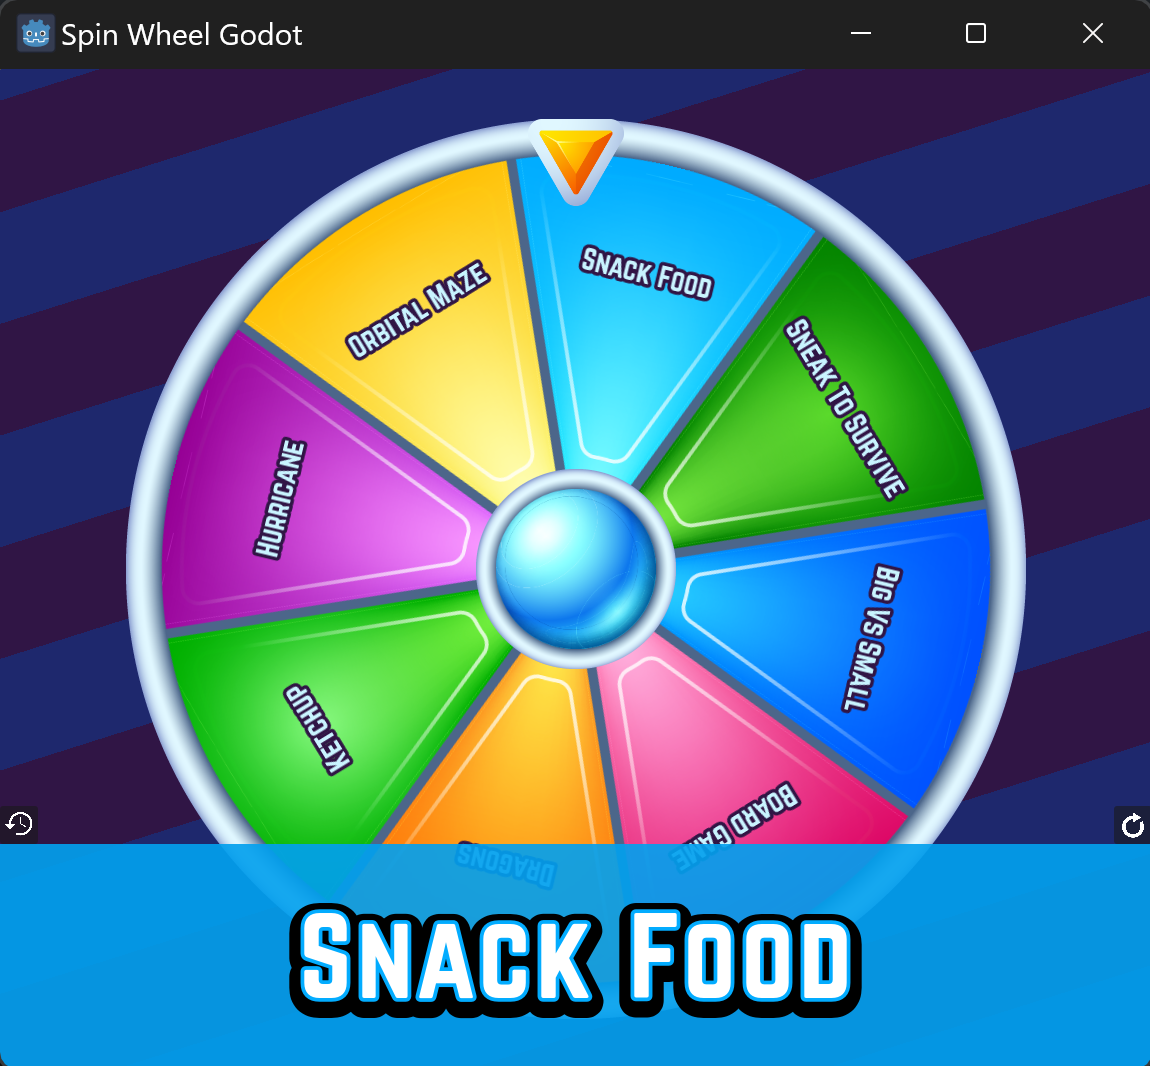 Spin Wheel Godot
Snack Food
Orbital Maze
Sneak To Survive
Hurricane
Big vs Small
Ketchup
Board Game
Dragons
Snack Food